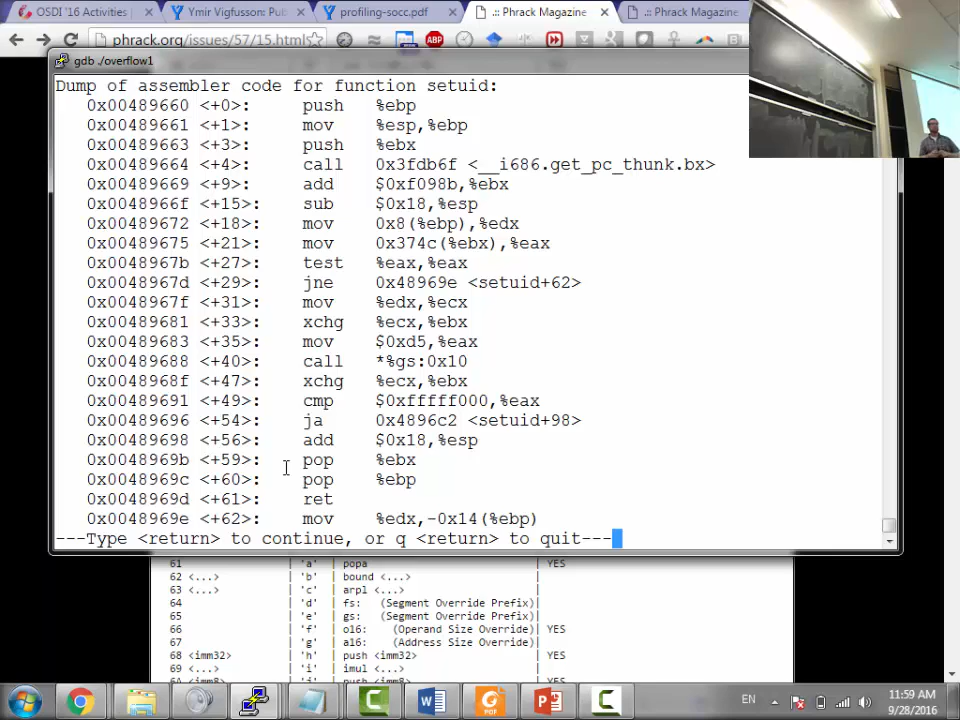 OSDI '16 Activities
Ymir Vigfusson: Pub
profiling-socc.pdf
.:: Phrack Magazine
.:: Phrack Magazine
phrack.org/issues/57/15.html
ABP
gdb ./overflow1
Dump of assembler code for function setuid:
0x00489660 <+0>: push %ebp
0x00489661 <+1>: mov %esp,%ebp
0x00489663 <+3>: push %ebx
0x00489664 <+4>: call 0x3fdb6f <__i686.get_pc_thunk.bx>
0x00489669 <+9>: add $0xf098b,%ebx
0x0048966f <+15>: sub $0x18,%esp
0x00489672 <+18>: mov 0x8(%ebp),%edx
0x00489675 <+21>: mov 0x374c(%ebx),%eax
0x0048967b <+27>: test %eax,%eax
0x0048967d <+29>: jne 0x48969e <setuid+62>
0x0048967f <+31>: mov %edx,%ecx
0x00489681 <+33>: xchg %ecx,%ebx
0x00489683 <+35>: mov $0xd5,%eax
0x00489688 <+40>: call *%gs:0x10
0x0048968f <+47>: xchg %ecx,%ebx
0x00489691 <+49>: cmp $0xfffff000,%eax
0x00489696 <+54>: ja 0x4896c2 <setuid+98>
0x00489698 <+56>: add $0x18,%esp
0x0048969b <+59>: pop %ebx
0x0048969c <+60>: pop %ebp
0x0048969d <+61>: ret
0x0048969e <+62>: mov %edx,-0x14(%ebp)
---Type <return> to continue, or q <return> to quit---
61 | 'a' | popa | YES
62 <...> | 'b' | bound <...> |
63 <...> | 'c' | arpl <...> |
64 | 'd' | fs: (Segment Override Prefix)|
65 | 'e' | gs: (Segment Override Prefix)|
66 | 'f' | o16: (Operand Size Override)| YES
67 | 'g' | a16: (Address Size Override)| YES
68 <imm32> | 'h' | push <imm32> | YES
69 <...> | 'i' | imul <...> |
EN
11:59 AM
9/28/2016